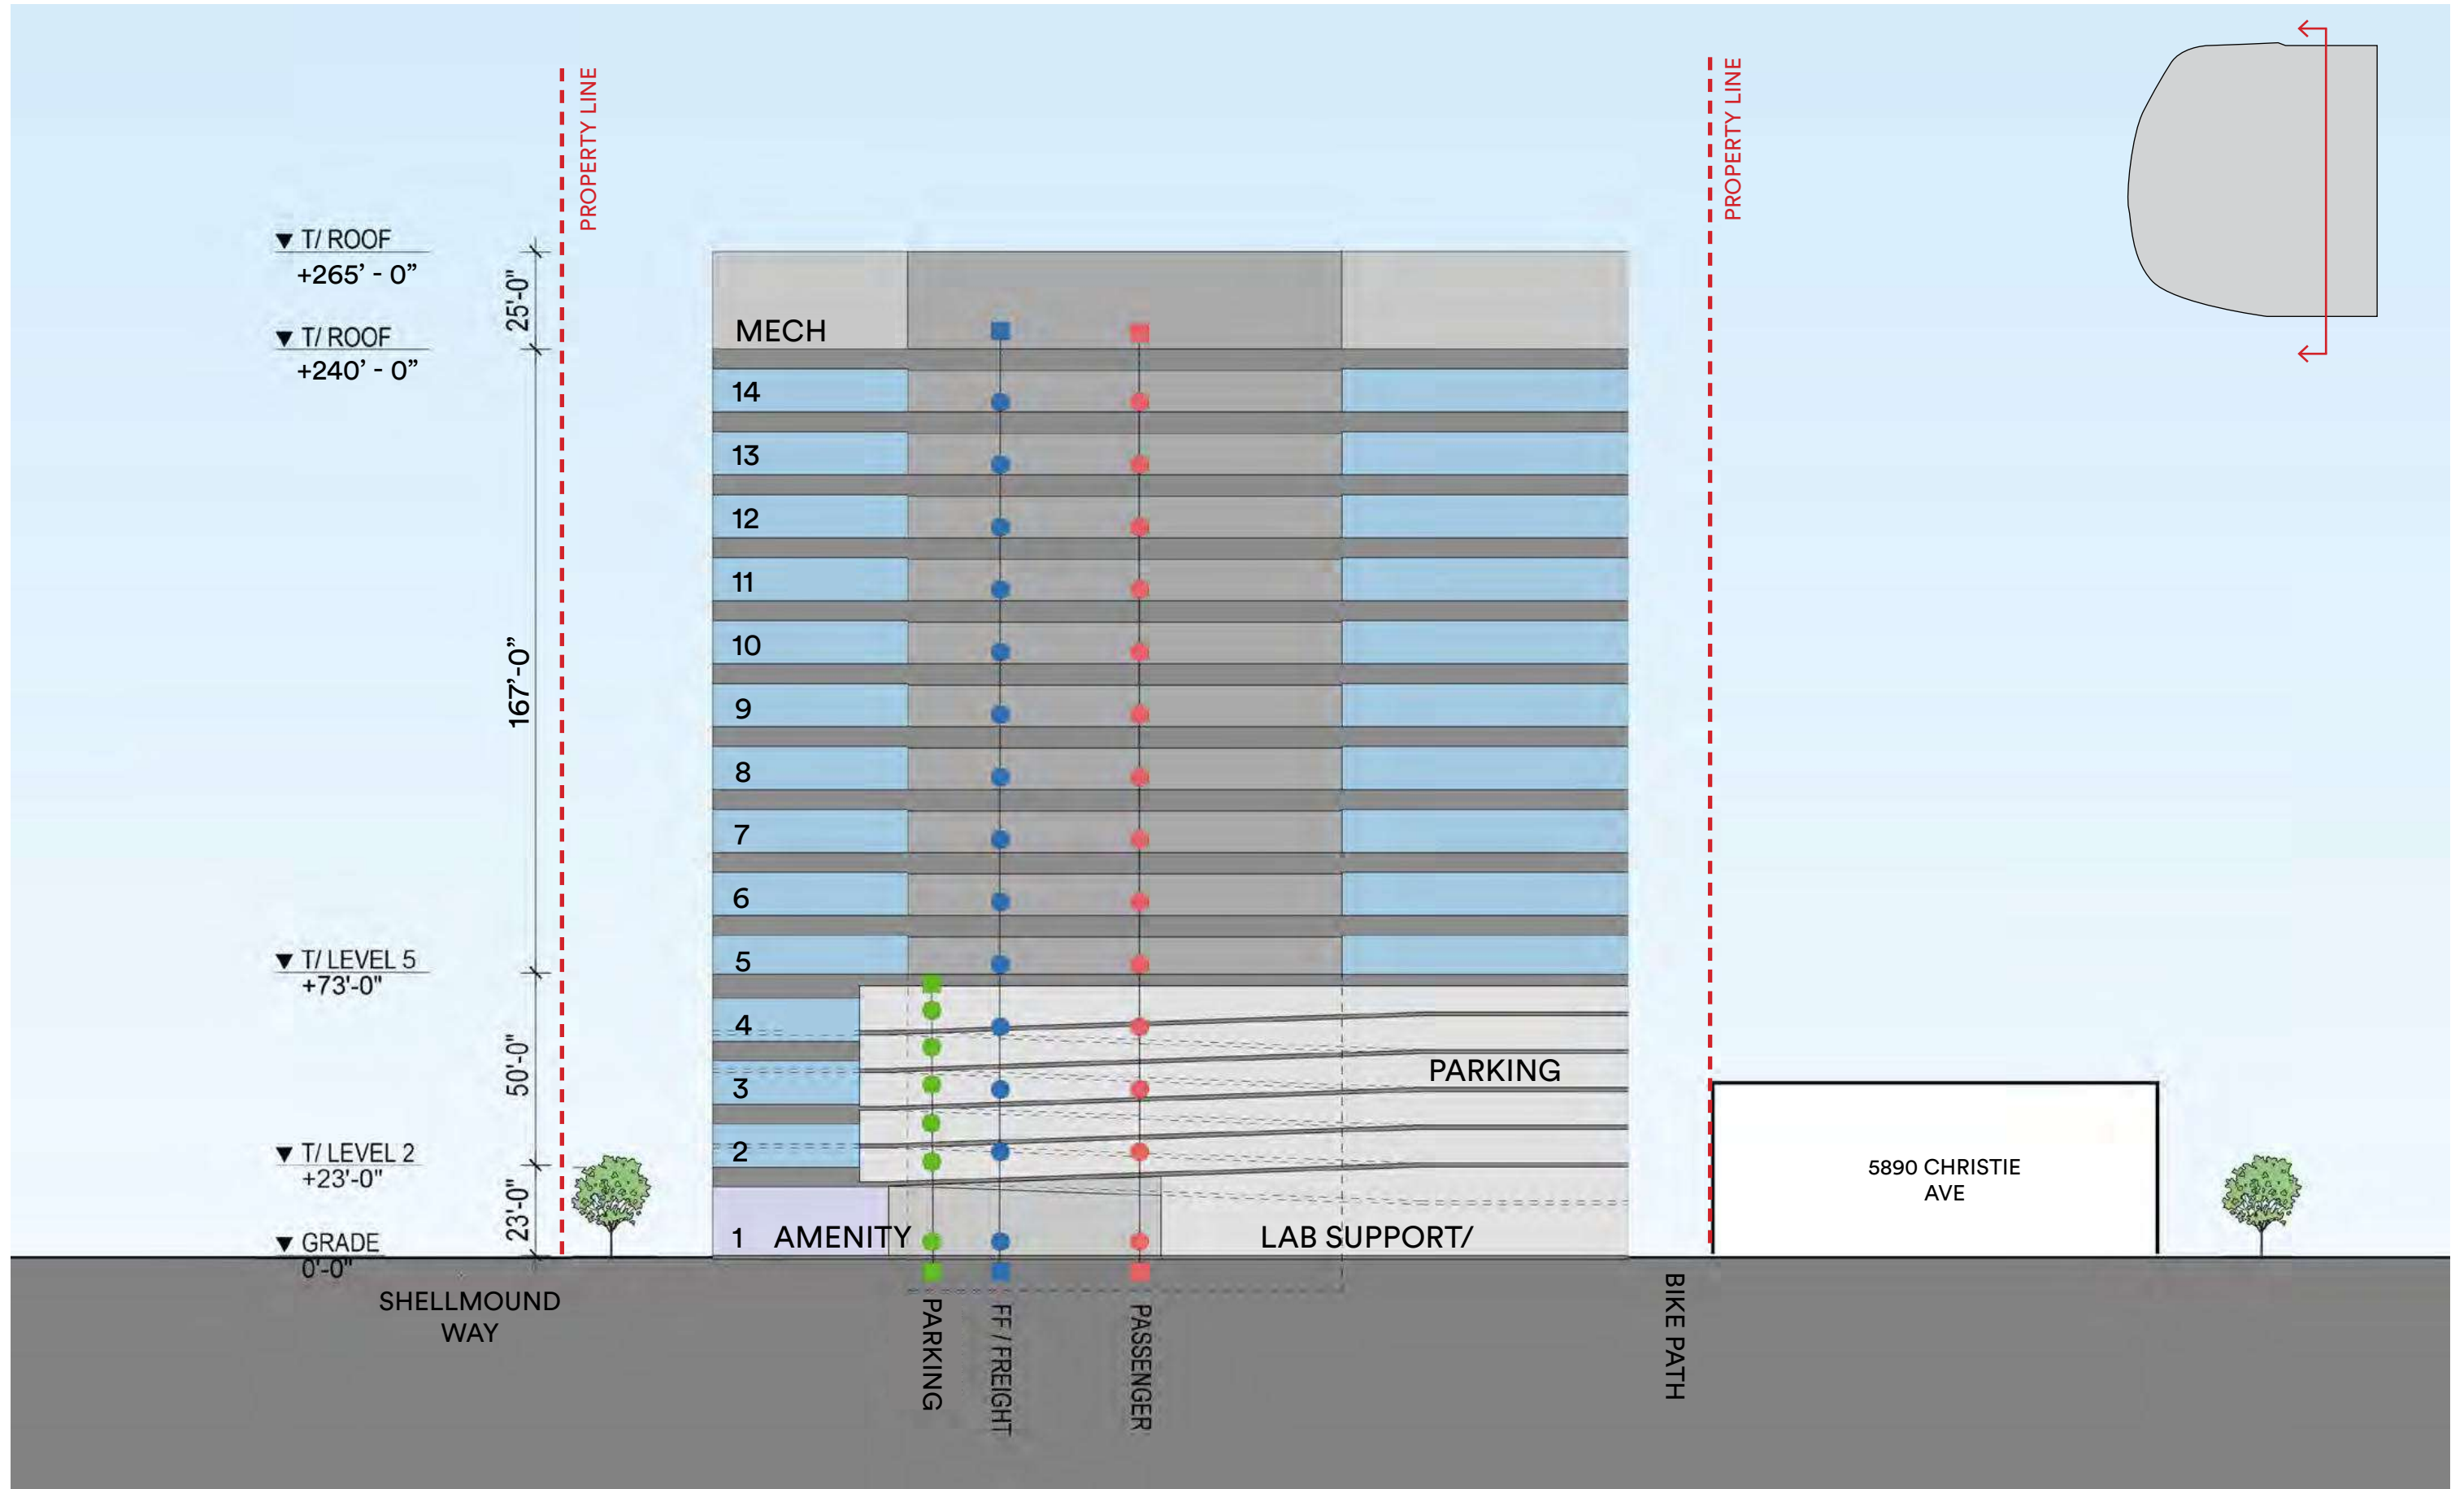 PROPERTY LINE
PROPERTY LINE
T/ ROOF
+265’ - 0”
25'-0"
T/ ROOF
+240’ - 0”
MECH
14
13
12
11
10
9
8
7
6
5
167’-0”
T/ LEVEL 5
+73'-0"
4
3
2
50'-0"
PARKING
T/ LEVEL 2
+23'-0"
23'-0"
5890 CHRISTIE
AVE
1 AMENITY
LAB SUPPORT/
GRADE
0'-0"
SHELLMOUND
WAY
PARKING
FF / FREIGHT
PASSENGER
BIKE PATH